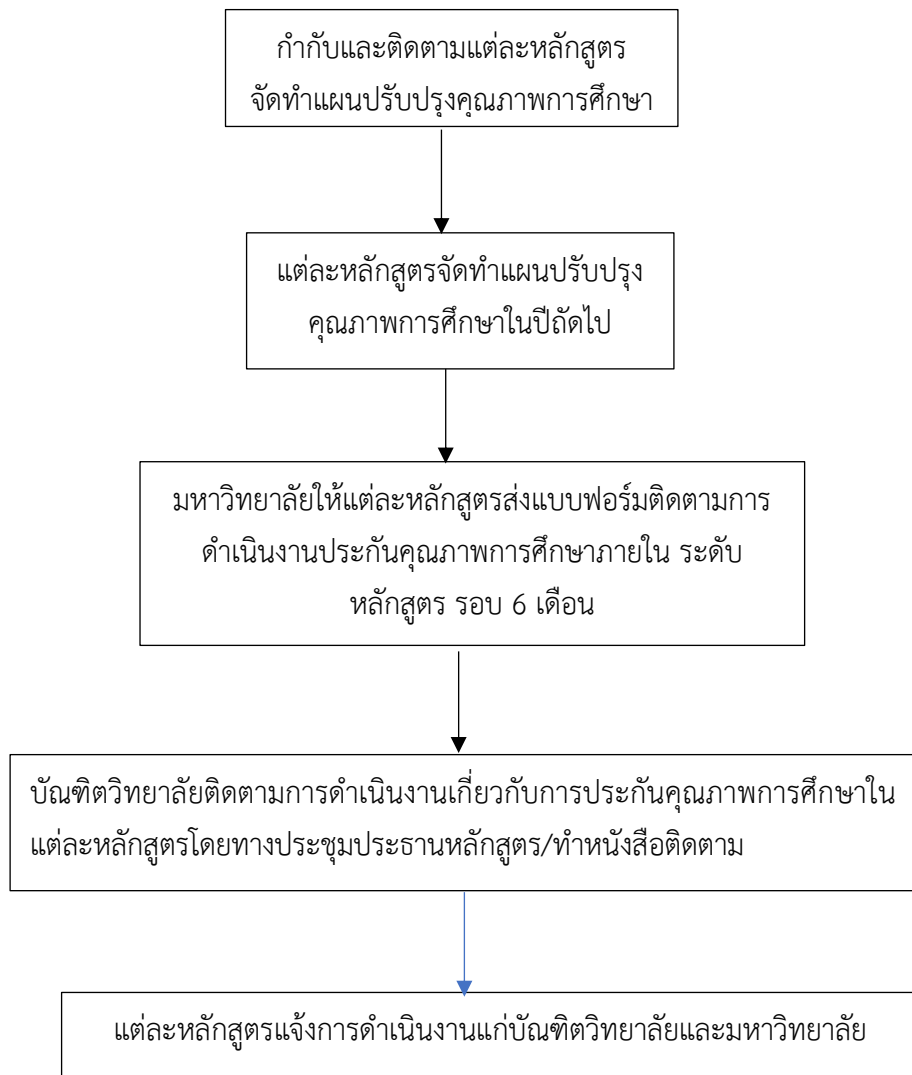 กำกับและติดตามแต่ละหลักสูตร
จัดทำแผนปรับปรุงคุณภาพการศึกษา
แต่ละหลักสูตรจัดทำแผนปรับปรุง
คุณภาพการศึกษาในปีถัดไป
มหาวิทยาลัยให้แต่ละหลักสูตรส่งแบบฟอร์มติดตามการ
ดำเนินงานประกันคุณภาพการศึกษาภายใน ระดับ
หลักสูตร รอบ 6 เดือน
บัณฑิตวิทยาลัยติดตามการดำเนินงานเกี่ยวกับการประกันคุณภาพการศึกษาใน
แต่ละหลักสูตรโดยทางประชุมประธานหลักสูตร/ทำหนังสือติดตาม
แต่ละหลักสูตรแจ้งการดำเนินงานแก่บัณฑิตวิทยาลัยและมหาวิทยาลัย